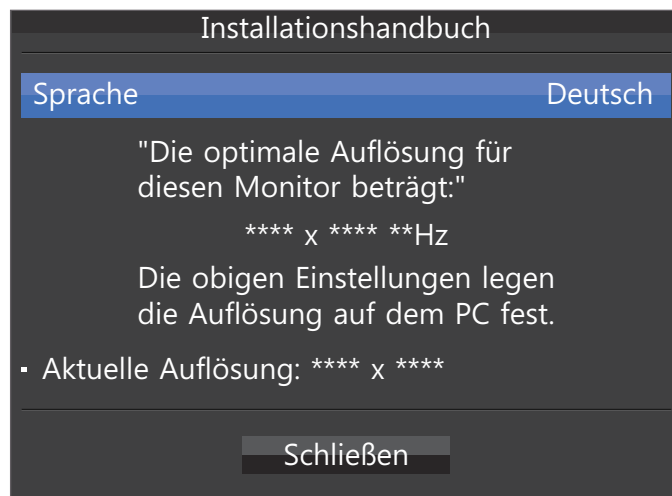 Installationshandbuch
Sprache Deutsch
"Die optimale Auflösung für
diesen Monitor beträgt:"
**** x **** **Hz
Die obigen Einstellungen legen
die Auflösung auf dem PC fest.
Aktuelle Auflösung: **** x ****
Schließen